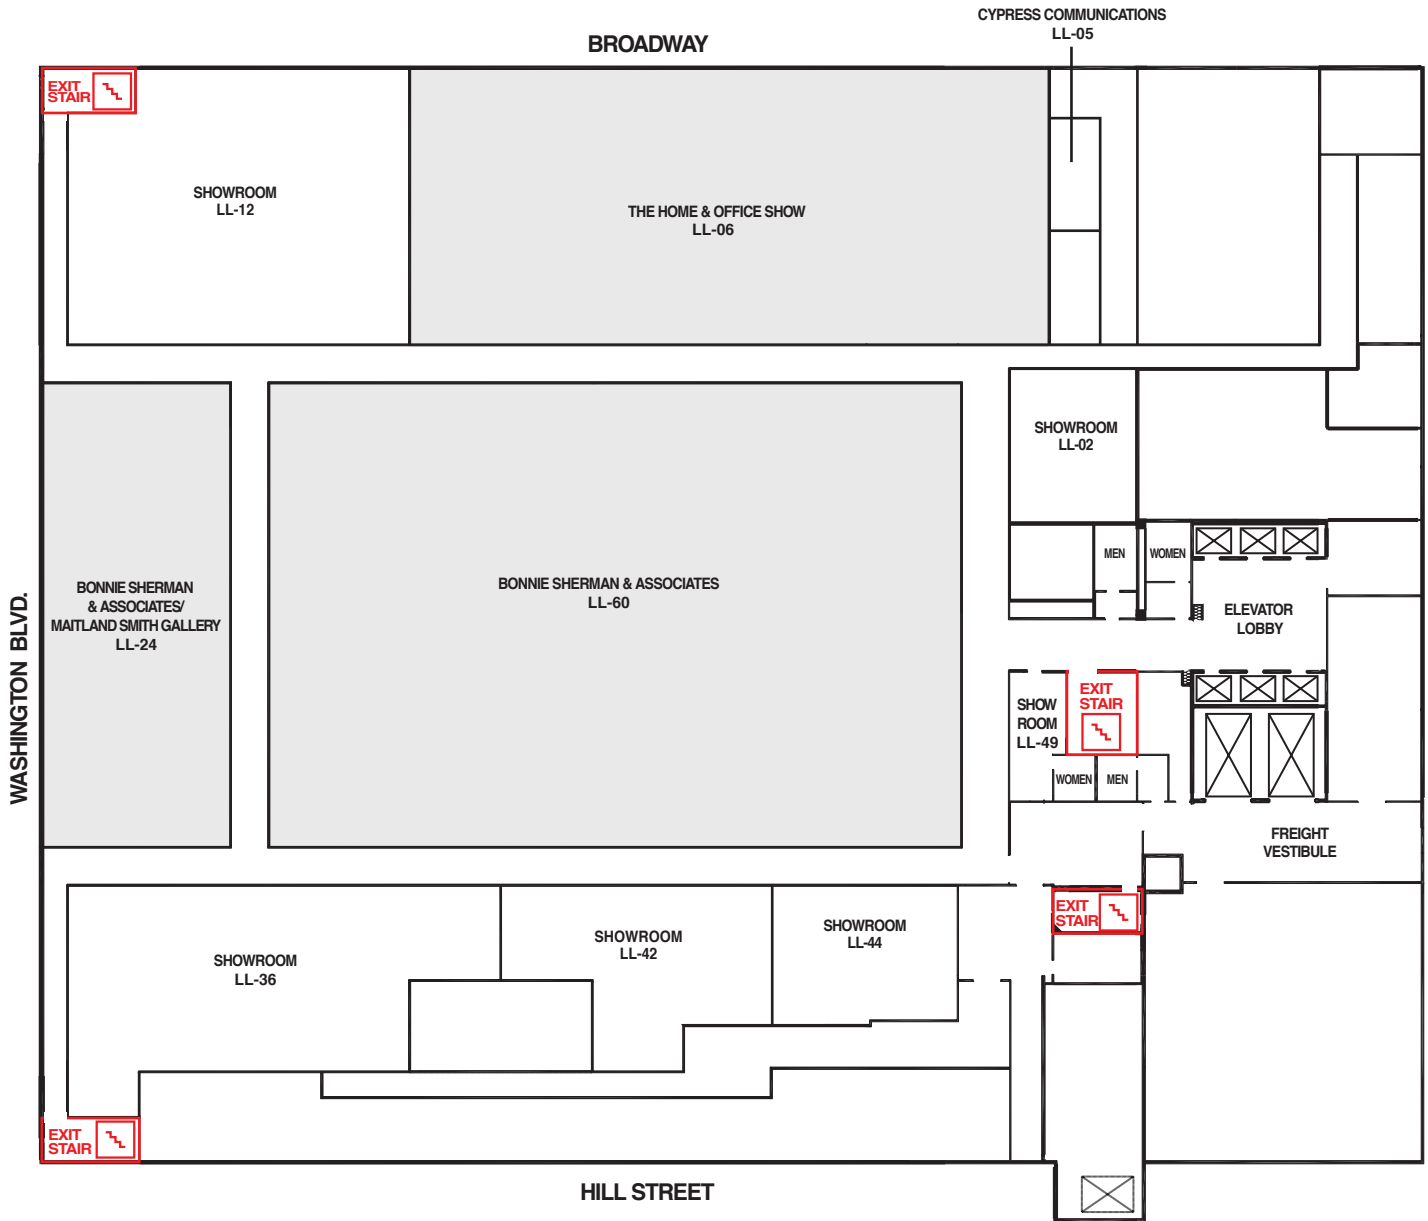 CYPRESS COMMUNICATIONS
LL-05
BROADWAY
EXIT
STAIR
SHOWROOM
LL-12
THE HOME & OFFICE SHOW
LL-06
SHOWROOM
LL-02
MEN
WOMEN
ELEVATOR
LOBBY
BONNIE SHERMAN
& ASSOCIATES/
MAITLAND SMITH GALLERY
LL-24
BONNIE SHERMAN & ASSOCIATES
LL-60
WASHINGTON BLVD.
SHOW
ROOM
LL-49
EXIT
STAIR
WOMEN
MEN
FREIGHT
VESTIBULE
EXIT
STAIR
SHOWROOM
LL-36
SHOWROOM
LL-42
SHOWROOM
LL-44
EXIT
STAIR
HILL STREET